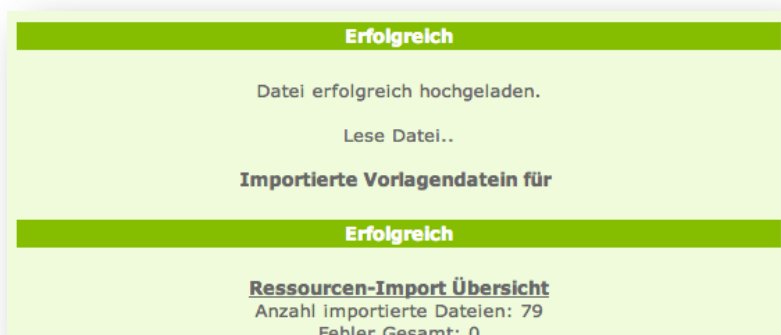 Erfolgreich
Datei erfolgreich hochgeladen.
Lese Datei..
Importierte Vorlagendatein für
Erfolgreich
Ressourcen-Import Übersicht
Anzahl importierte Dateien: 79
Fehler Gesamt: 0